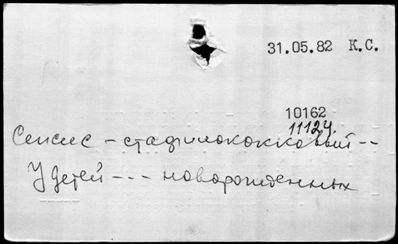 31.05.82 К.С.
10162
11124.
Сепсис - стафилококковый --
У детей --- новорожденных